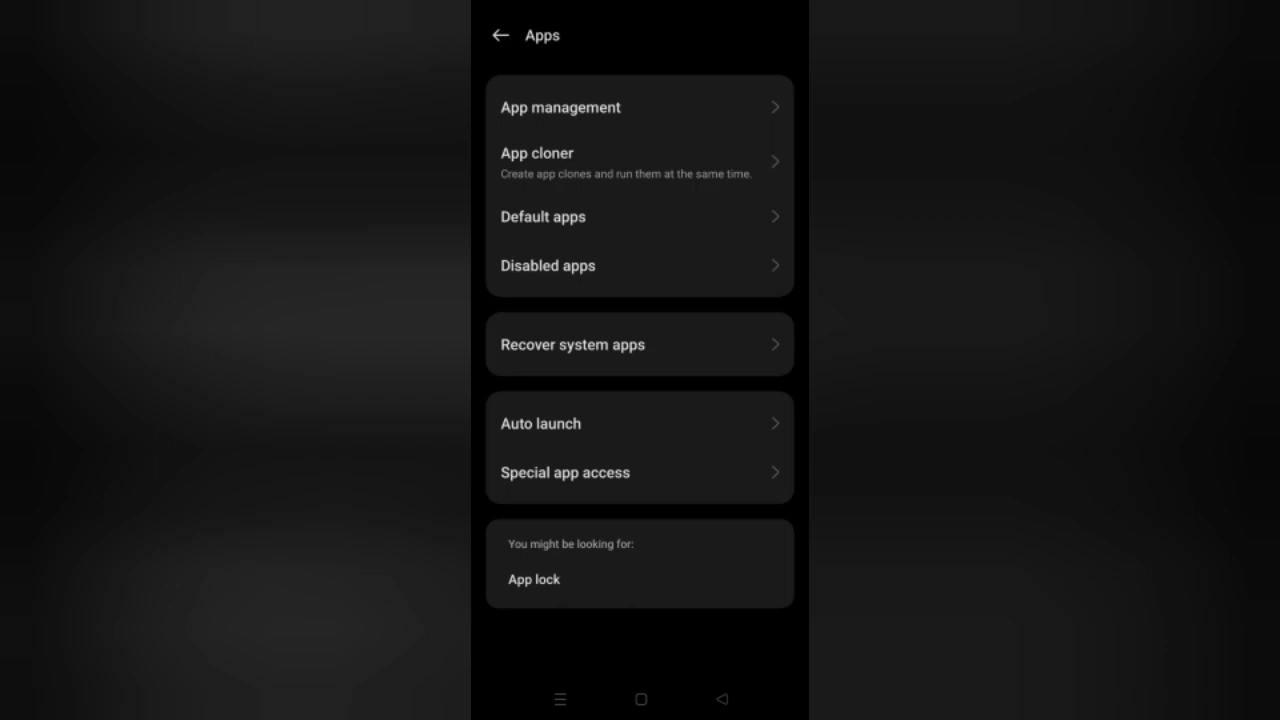 Apps
App management
App cloner
Create app clones and run them at the same time.
Default apps
Disabled apps
Recover system apps
Auto launch
Special app access
You might be looking for:
App lock